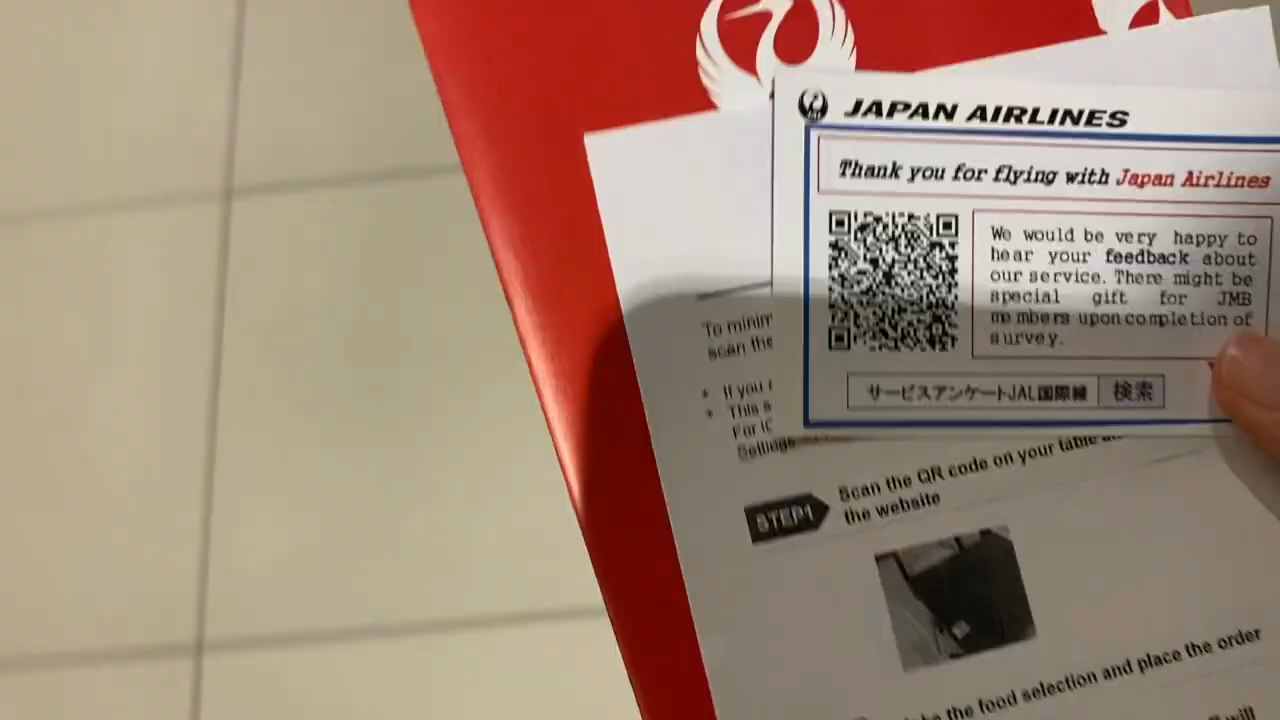 JAPAN AIRLINES
Thank you for flying with Japan Airlines
We would be very happy to
hear your feedback about
our service. There might be
special gift for JMB
members upon completion of
survey.
サービスアンケートJAL国際線 検索
To minim
scan the
• If you
• This s
For iO
Settings
STEP1 Scan the QR code on your table
the website
the food selection and place the order
will